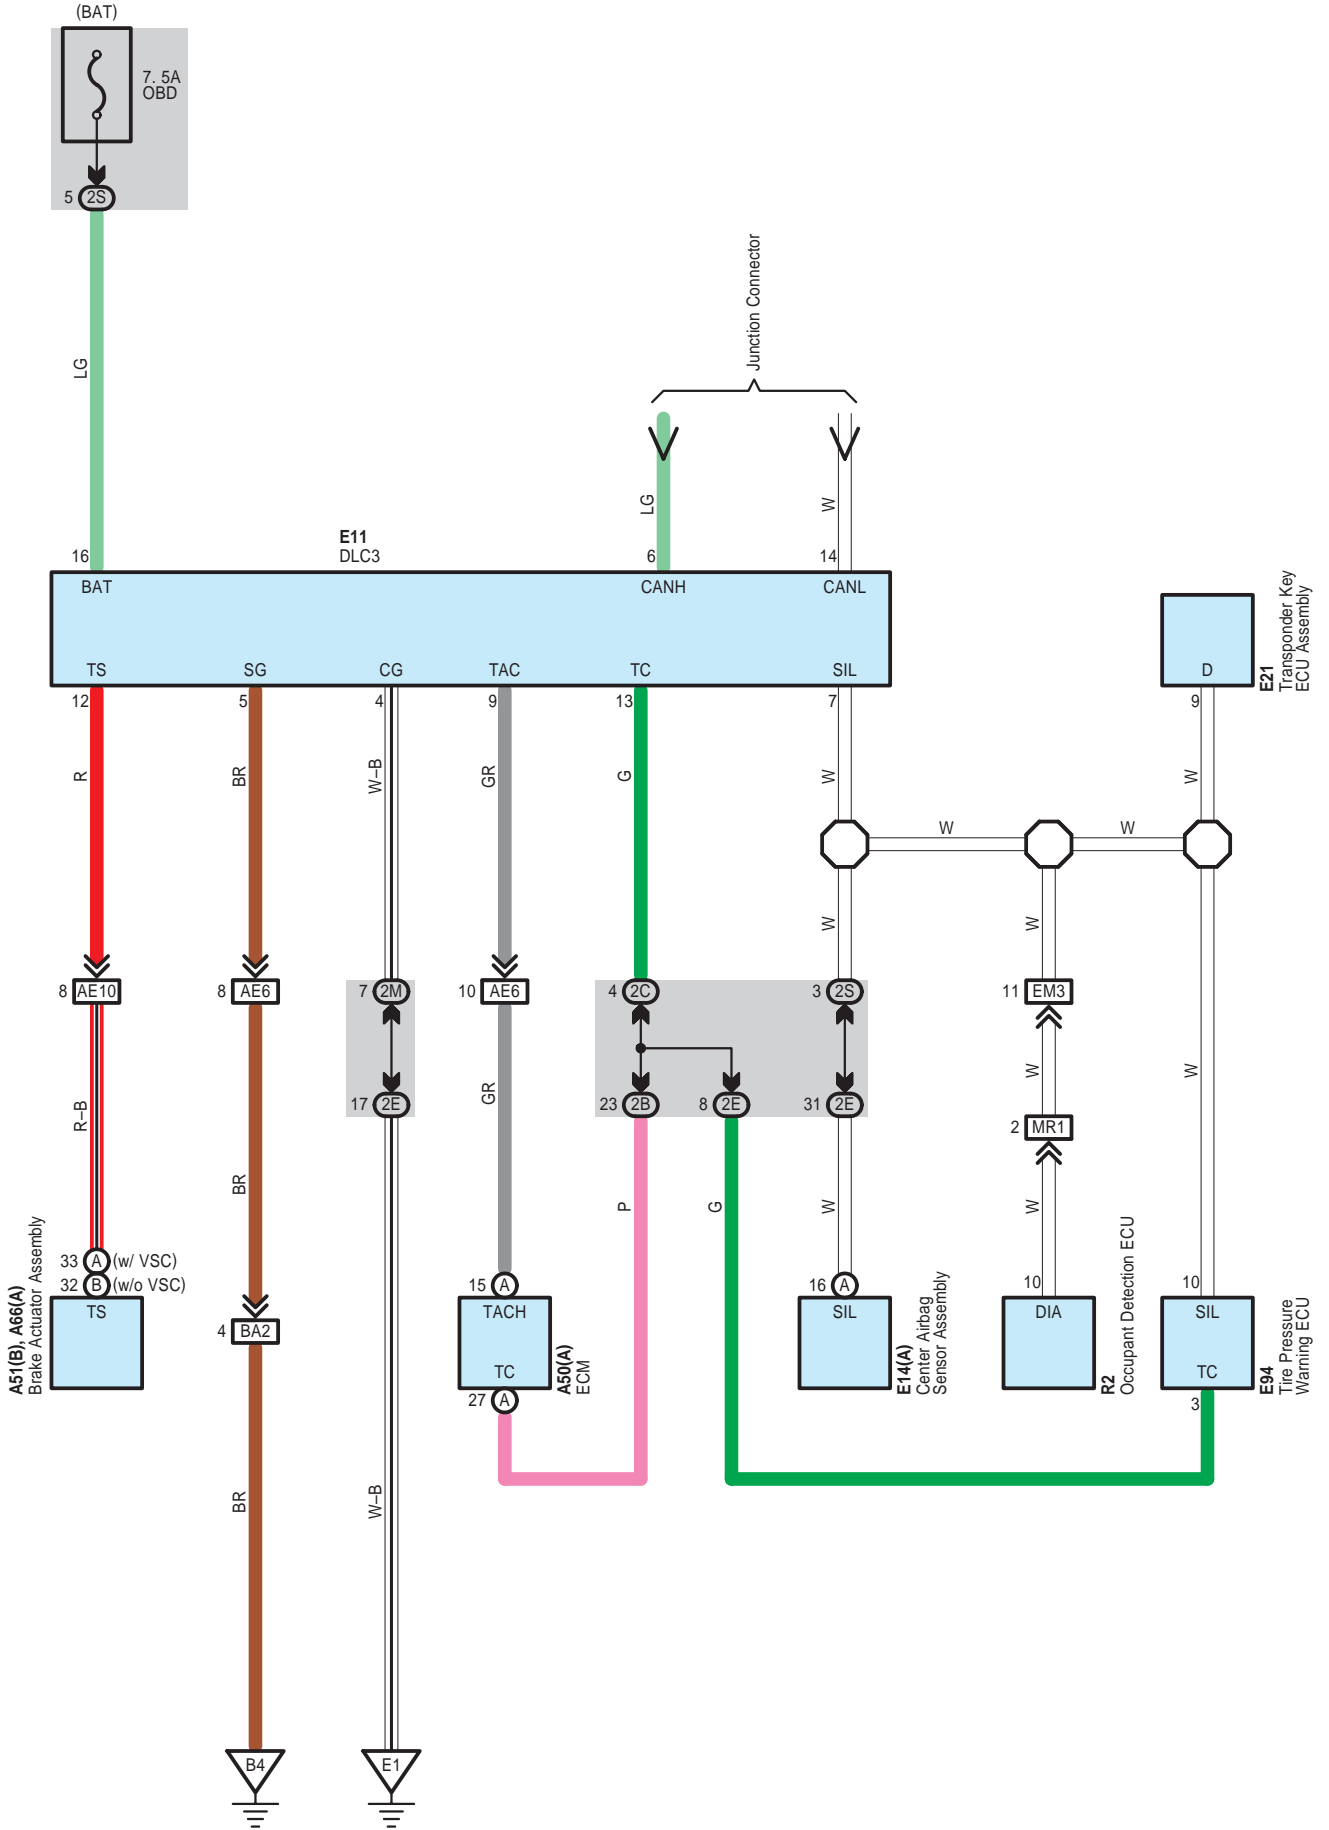 (BAT)
7. 5A
OBD
5 2S
LG
Junction Connector
LG
W
E11
DLC3
16
6
14
BAT
CANH
CANL
TS
SG
CG
TAC
TC
SIL
D
E21
Transponder Key
ECU Assembly
12
5
4
9
13
7
9
R
BR
W–B
GR
G
W
W
W
W
W
W
8 AE10
8 AE6
7 2M
10 AE6
4 2C
3 2S
11 EM3
W
W
17 2E
23 2B
8 2E
31 2E
2 MR1
R–B
GR
BR
P
G
W
W
33 A (w/ VSC)
32 B (w/o VSC)
15 A
16 A
10
10
TS
TACH
SIL
DIA
SIL
4 BA2
TC
TC
A51(B), A66(A)
Brake Actuator Assembly
A50(A)
ECM
E14(A)
Center Airbag
Sensor Assembly
R2
Occupant Detection ECU
E94
Tire Pressure
Warning ECU
27 A
3
BR
W–B
B4
E1